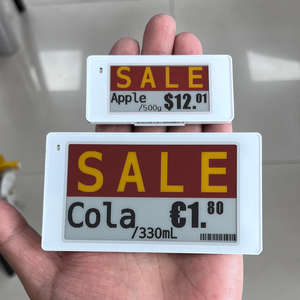 SALE
Apple
/500g $12.01
SALE
Cola €1.80
/330mL